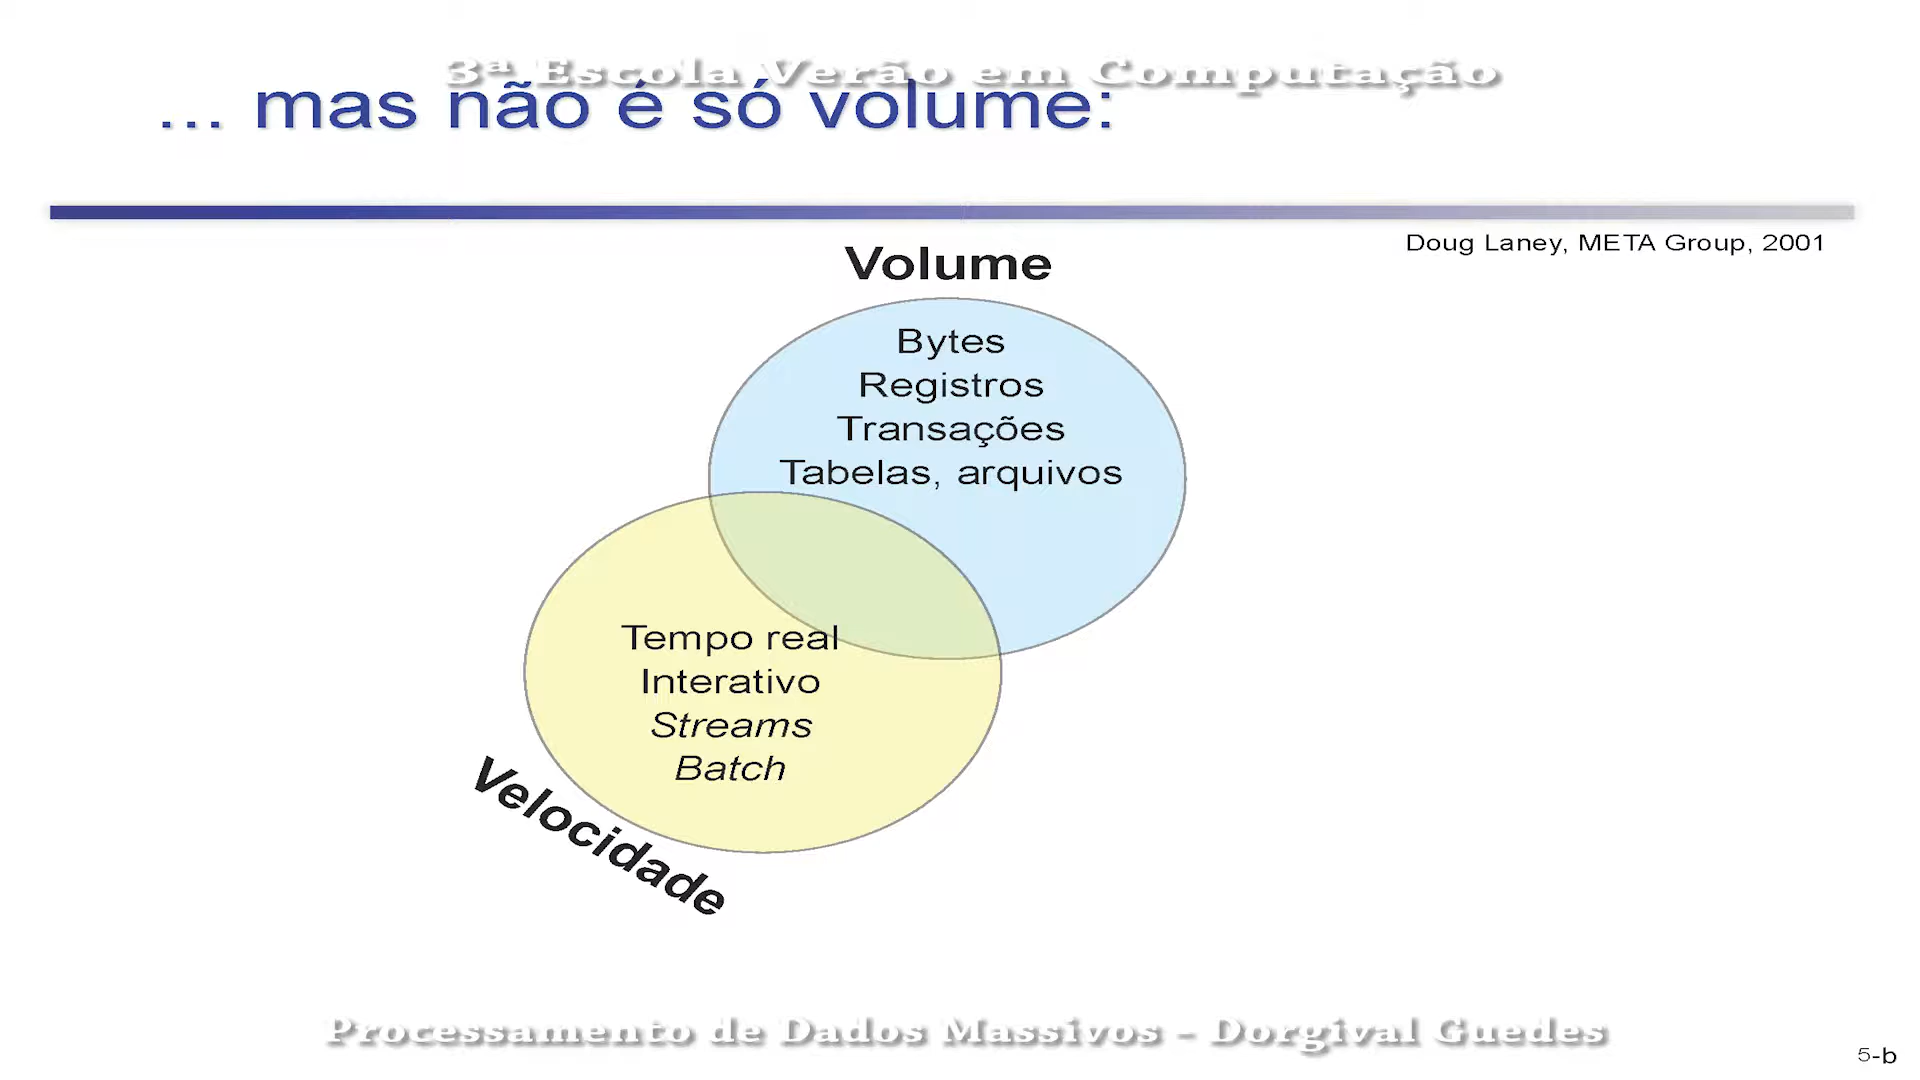 3ª Escola Verão em Computação
... mas não é só volume:
Doug Laney, META Group, 2001
Volume
Bytes
Registros
Transações
Tabelas, arquivos
Tempo real
Interativo
Streams
Batch
Velocidade
Processamento de Dados Massivos - Dorgival Guedes
5-b